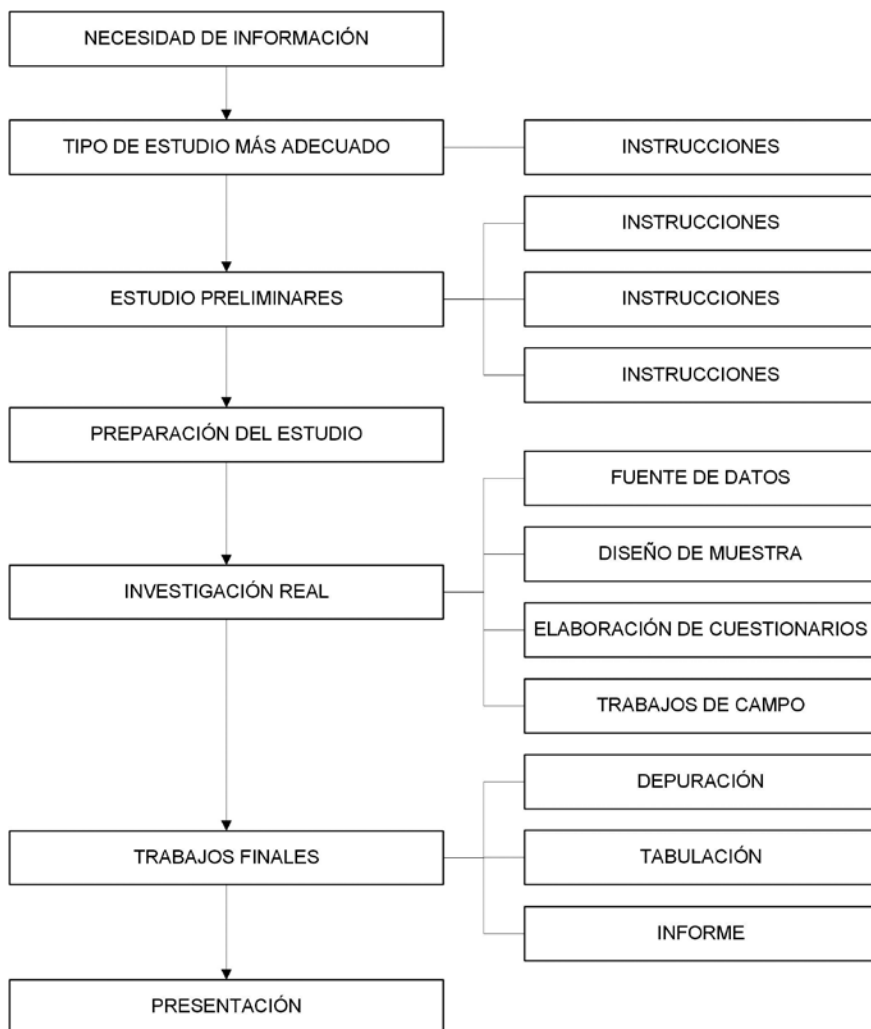 NECESIDAD DE INFORMACIÓN
TIPO DE ESTUDIO MÁS ADECUADO
INSTRUCCIONES
INSTRUCCIONES
ESTUDIO PRELIMINARES
INSTRUCCIONES
INSTRUCCIONES
PREPARACIÓN DEL ESTUDIO
FUENTE DE DATOS
DISEÑO DE MUESTRA
INVESTIGACIÓN REAL
ELABORACIÓN DE CUESTIONARIOS
TRABAJOS DE CAMPO
DEPURACIÓN
TRABAJOS FINALES
TABULACIÓN
INFORME
PRESENTACIÓN